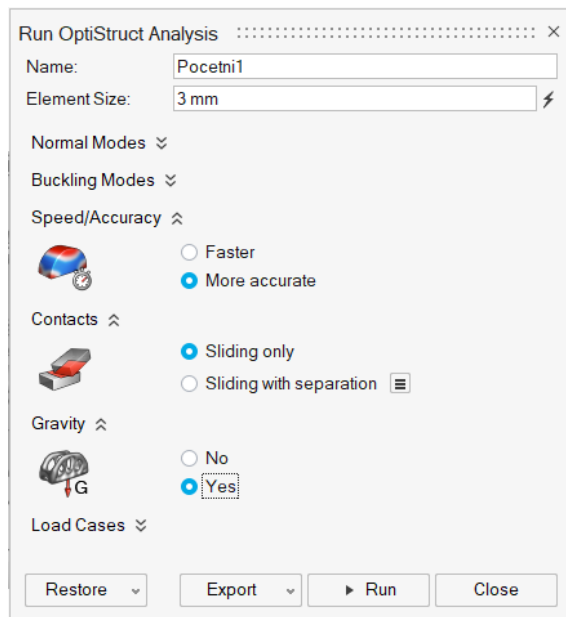 Run OptiStruct Analysis
Name: Pocetni1
Element Size: 3 mm
Normal Modes
Buckling Modes
Speed/Accuracy
Faster
More accurate
Contacts
Sliding only
Sliding with separation
Gravity
No
G Yes
Load Cases
Restore Export Run Close